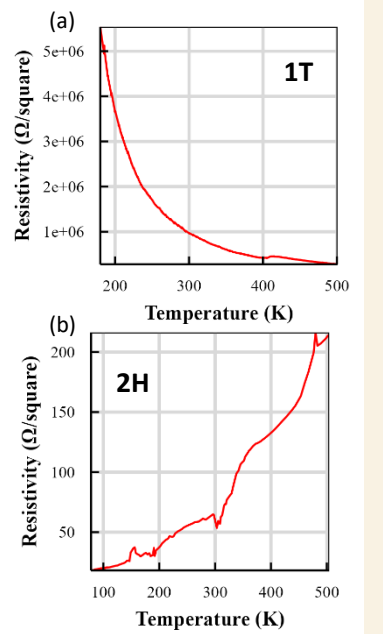 (a)
1T
5e+06
4e+06
3e+06
2e+06
1e+06
Resistivity (Ω/square)
200 300 400 500
Temperature (K)
(b)
2H
200
150
100
50
Resistivity (Ω/square)
100 200 300 400 500
Temperature (K)